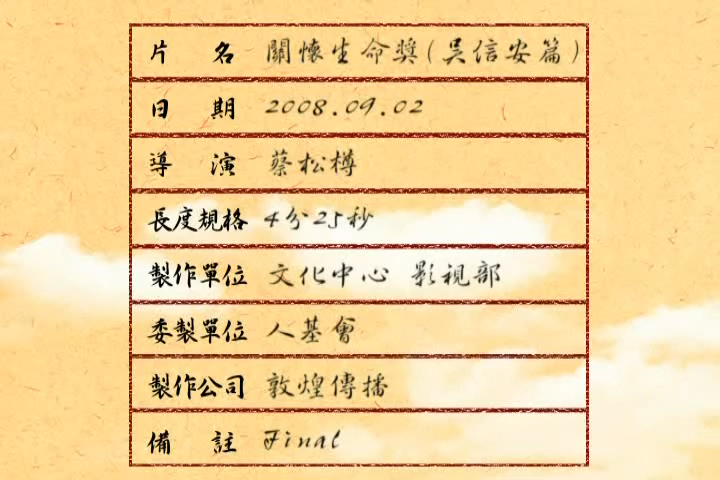 片 名 關懷生命獎(吳信安篇)
日 期 2008.09.02
導 演 蔡松樽
長度規格 4分25秒
製作單位 文化中心 影視部
委製單位 人基會
製作公司 敦煌傳播
備 註 Final